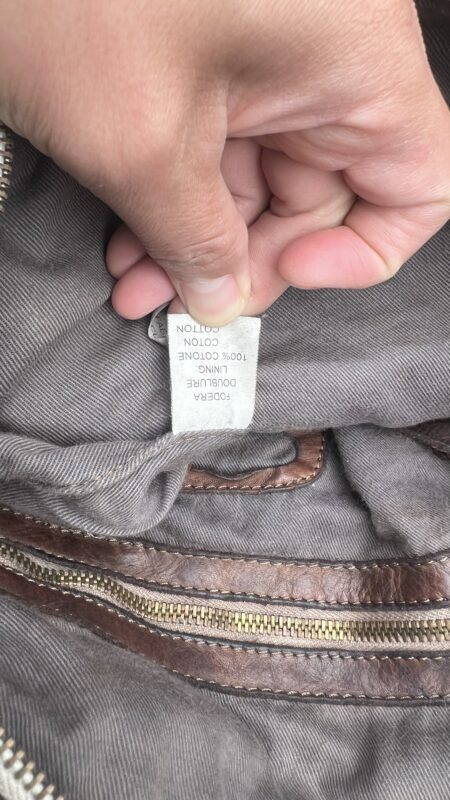 FODERA
DOUBLURE
LINING:
100% COTONE
COTON
COTTON